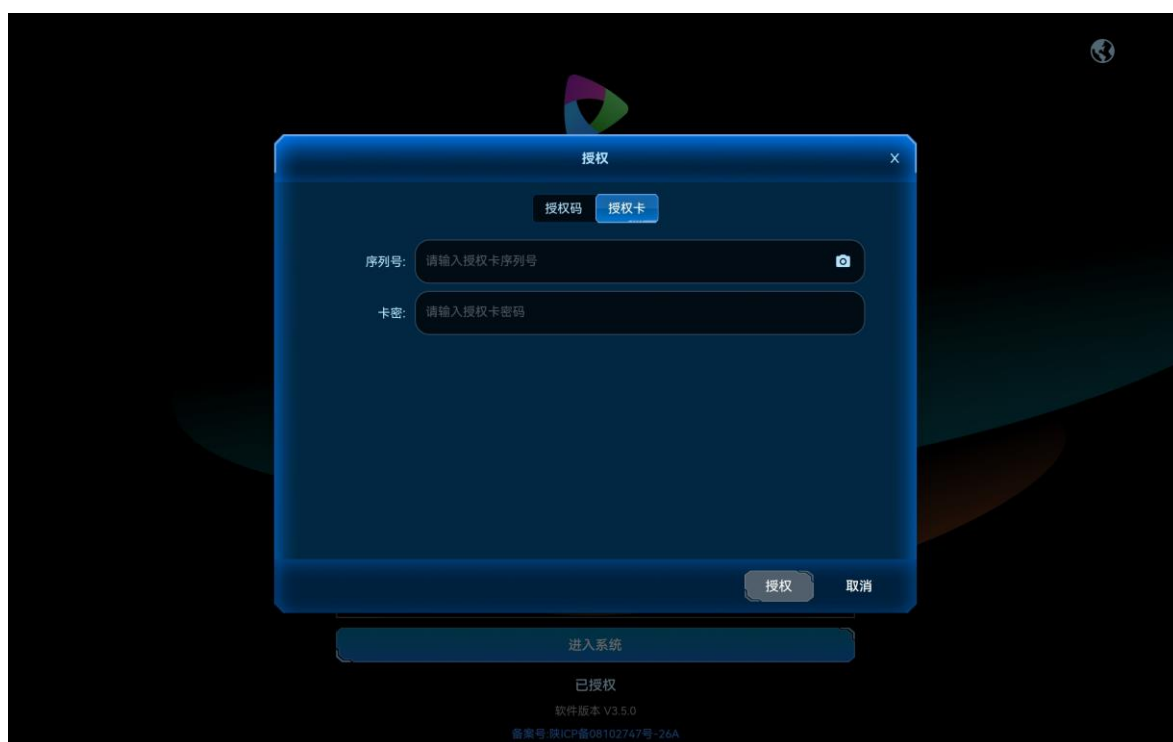 授权 X
授权码 授权卡
序列号: 请输入授权卡序列号
卡密: 请输入授权卡密码
授权 取消
进入系统
已授权
软件版本 V3.5.0
备案号:陕ICP备08102747号-26A